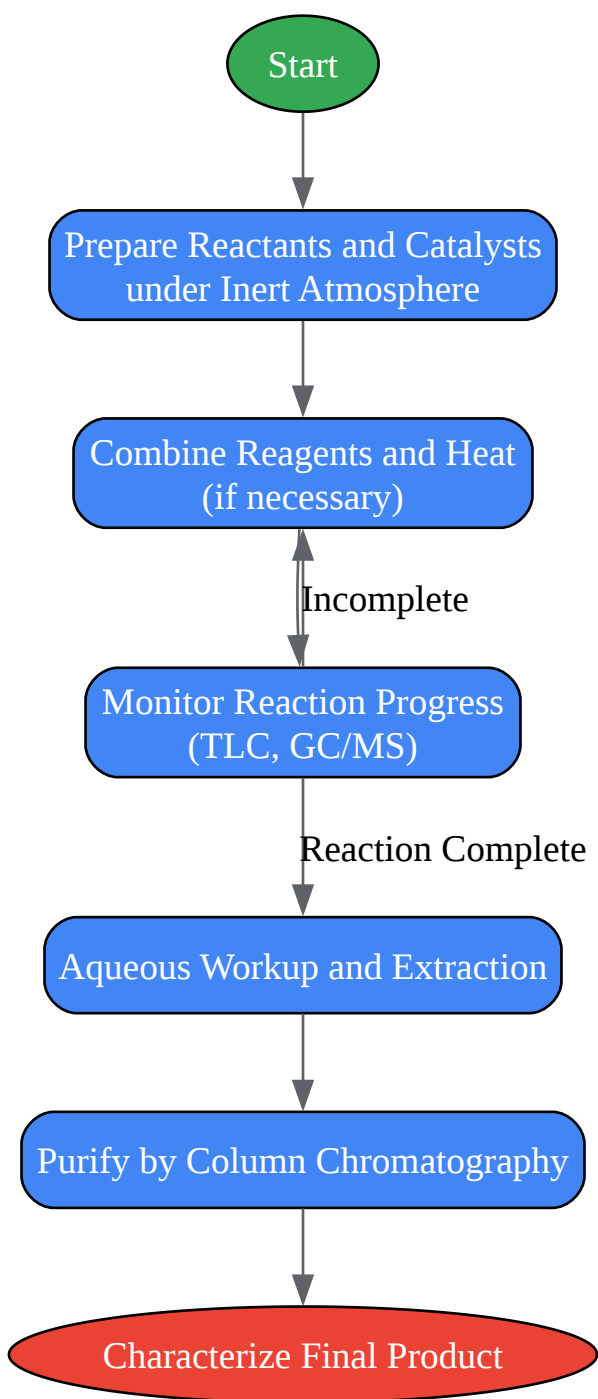 Start
Prepare Reactants and Catalysts
under Inert Atmosphere
Combine Reagents and Heat
(if necessary)
Incomplete
Monitor Reaction Progress
(TLC, GC/MS)
Reaction Complete
Aqueous Workup and Extraction
Purify by Column Chromatography
Characterize Final Product